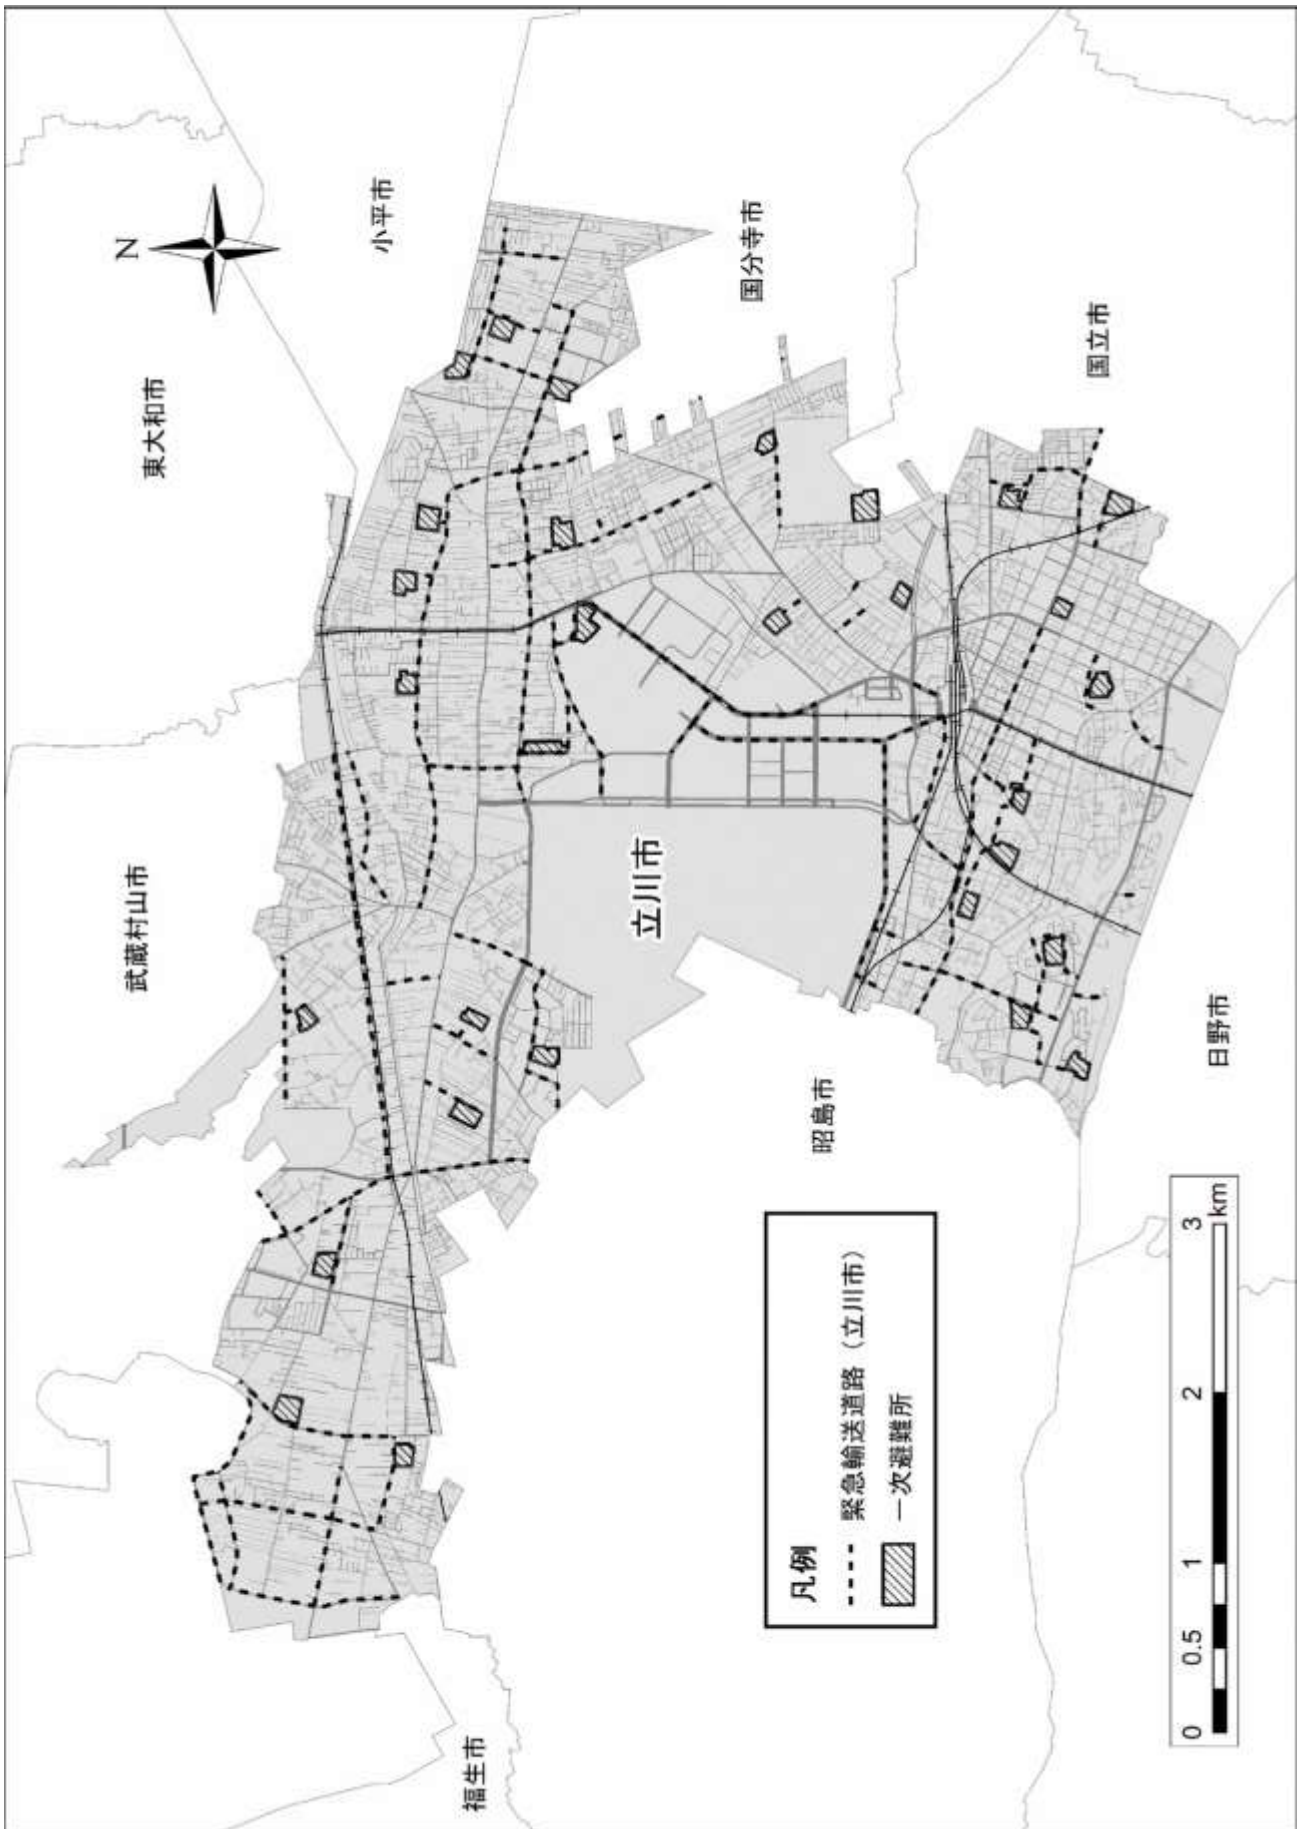 N
東大和市
小平市
武蔵村山市
国分寺市
立川市
国立市
福生市
昭島市
日野市
凡例
緊急輸送道路（立川市）
一次避難所
0 0.5 1 2 3
km